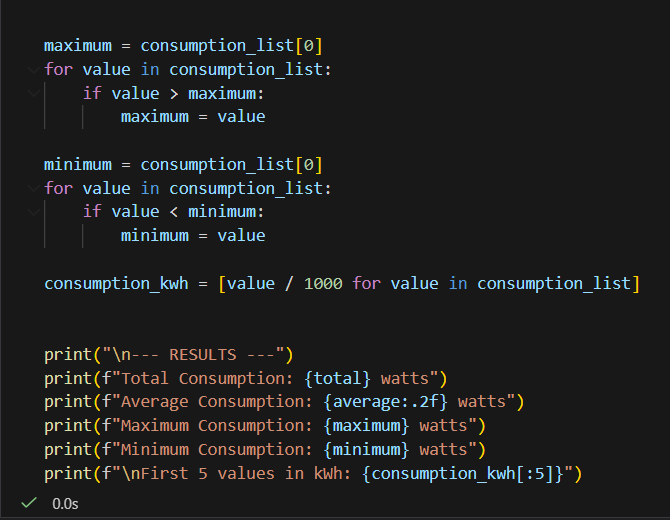 maximum = consumption_list[0]
for value in consumption_list:
    if value > maximum:
        maximum = value
minimum = consumption_list[0]
for value in consumption_list:
    if value < minimum:
        minimum = value
consumption_kwh = [value / 1000 for value in consumption_list]
print("\n--- RESULTS ---")
print(f"Total Consumption: {total} watts")
print(f"Average Consumption: {average:.2f} watts")
print(f"Maximum Consumption: {maximum} watts")
print(f"Minimum Consumption: {minimum} watts")
print(f"\nFirst 5 values in kWh: {consumption_kwh[:5]}")
0.0s